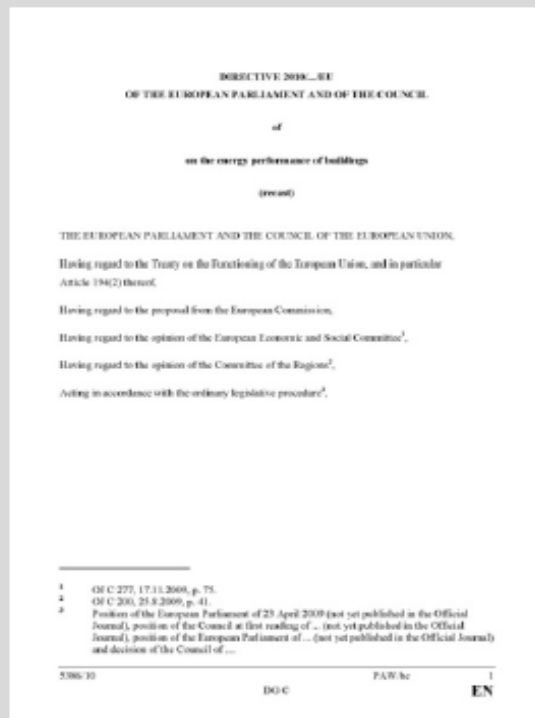 DIRECTIVE 2010/.../EU
OF THE EUROPEAN PARLIAMENT AND OF THE COUNCIL
of
on the energy performance of buildings
(recast)
THE EUROPEAN PARLIAMENT AND THE COUNCIL OF THE EUROPEAN UNION,
Having regard to the Treaty on the Functioning of the European Union, and in particular
Article 194(2) thereof,
Having regard to the proposal from the European Commission,
Having regard to the opinion of the European Economic and Social Committee¹,
Having regard to the opinion of the Committee of the Regions²,
Acting in accordance with the ordinary legislative procedure³,
¹ OJ C 277, 17.11.2009, p. 75.
² OJ C 200, 25.8.2009, p. 41.
³ Position of the European Parliament of 23 April 2009 (not yet published in the Official
Journal), position of the Council at first reading of ... (not yet published in the Official
Journal), position of the European Parliament of ... (not yet published in the Official Journal)
and decision of the Council of ....
5386/10 PAW/hc 1
DG C EN